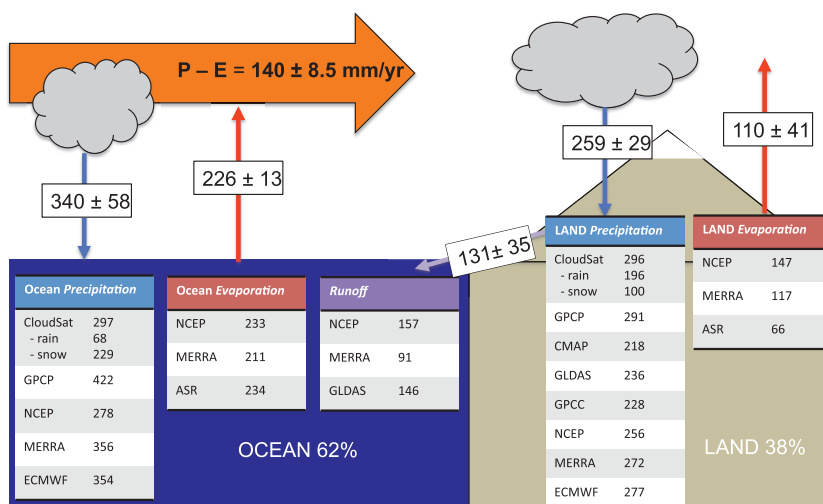 P – E = 140 ± 8.5 mm/yr
340 ± 58
226 ± 13
259 ± 29
110 ± 41
131± 35
Ocean Precipitation
CloudSat 297
- rain 68
- snow 229
GPCP 422
NCEP 278
MERRA 356
ECMWF 354
Ocean Evaporation
NCEP 233
MERRA 211
ASR 234
Runoff
NCEP 157
MERRA 91
GLDAS 146
OCEAN 62%
LAND Precipitation
CloudSat 296
- rain 196
- snow 100
GPCP 291
CMAP 218
GLDAS 236
GPCC 228
NCEP 256
MERRA 272
ECMWF 277
LAND Evaporation
NCEP 147
MERRA 117
ASR 66
LAND 38%